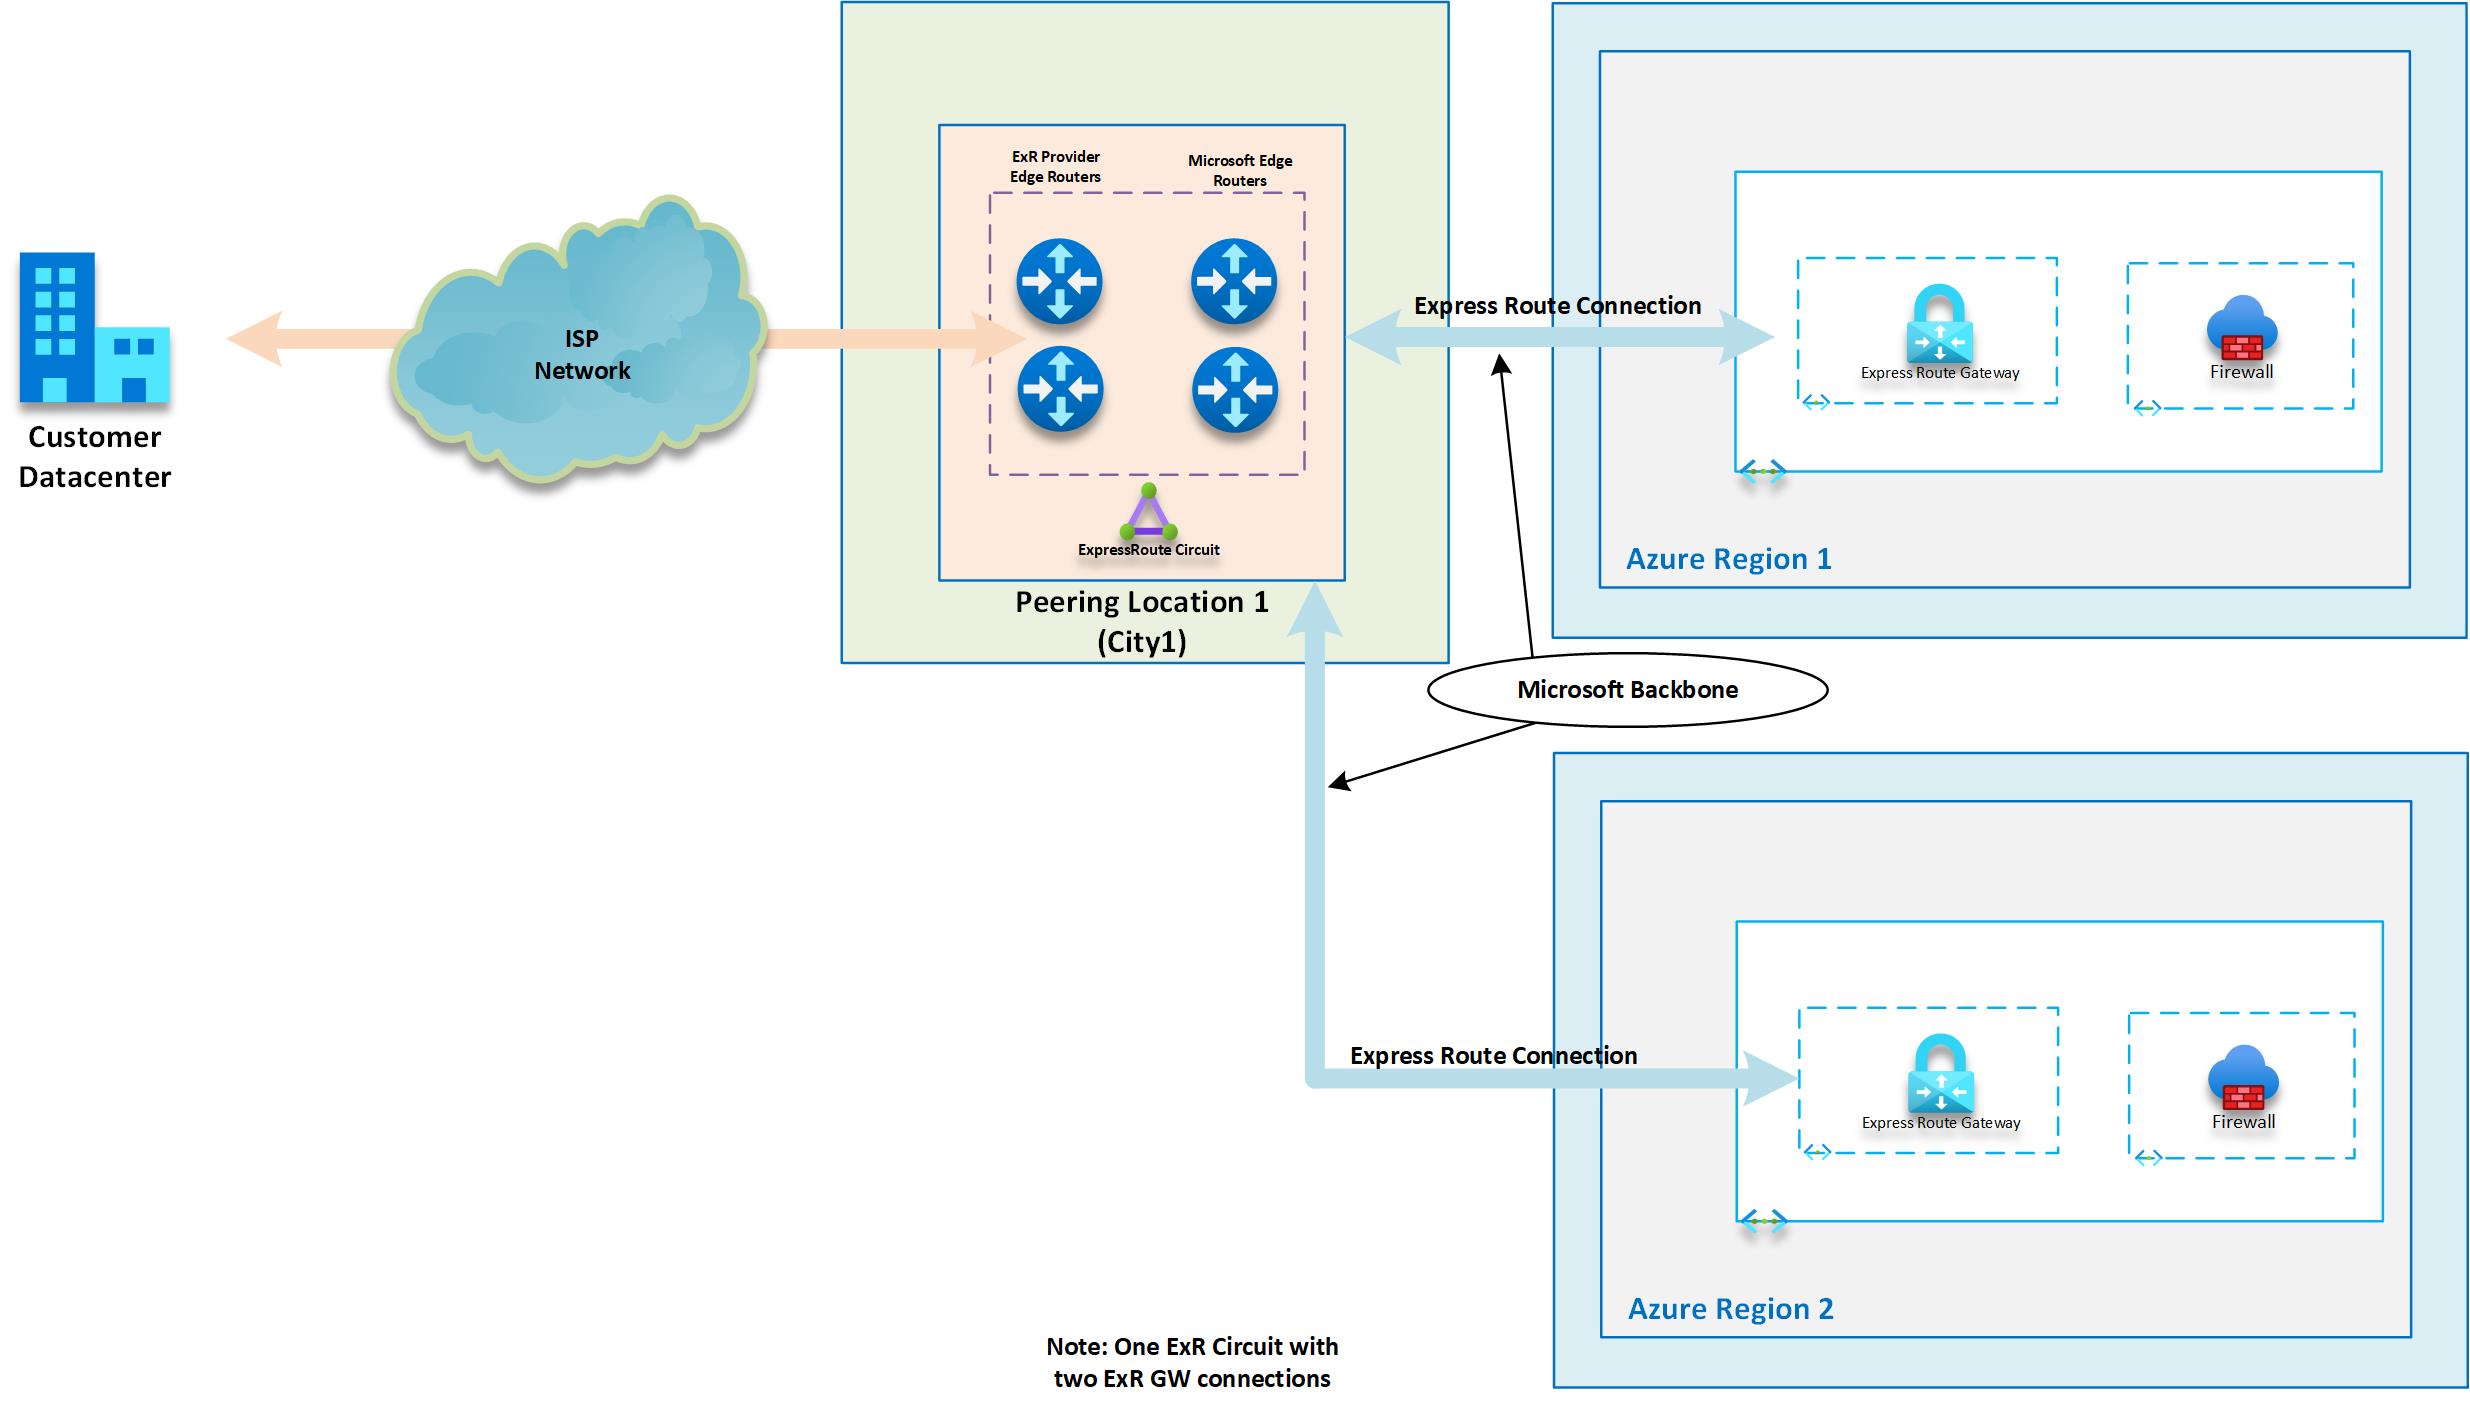 ExR Provider
Edge Routers
Microsoft Edge
Routers
ISP
Network
Customer
Datacenter
ExpressRoute Circuit
Peering Location 1
(City1)
Express Route Connection
Express Route Gateway
Firewall
Azure Region 1
Microsoft Backbone
Express Route Connection
Express Route Gateway
Firewall
Azure Region 2
Note: One ExR Circuit with
two ExR GW connections